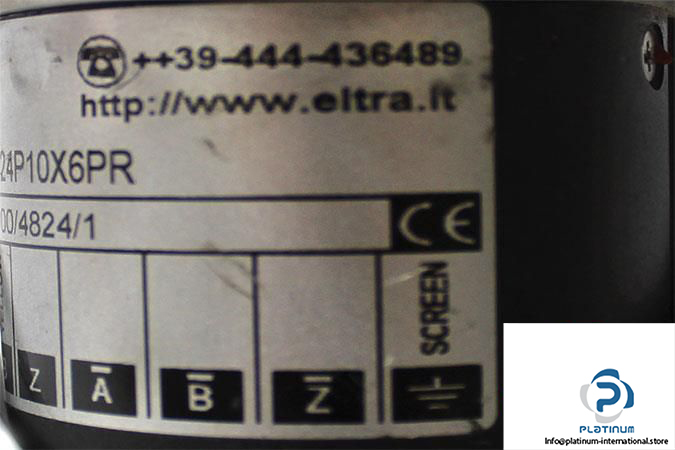 ++39-444-436489
http://www.eltra.it
24P10X6PR
00/4824/1
CE
SCREEN
Z
A̅
B̅
Z̅
PLATINUM
Info@platinum-international.store